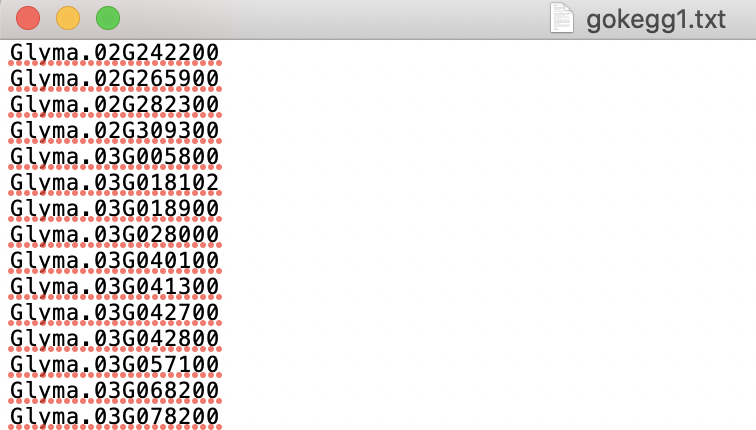 gokegg1.txt
Glyma.02G242200
Glyma.02G265900
Glyma.02G282300
Glyma.02G309300
Glyma.03G005800
Glyma.03G018102
Glyma.03G018900
Glyma.03G028000
Glyma.03G040100
Glyma.03G041300
Glyma.03G042700
Glyma.03G042800
Glyma.03G057100
Glyma.03G068200
Glyma.03G078200